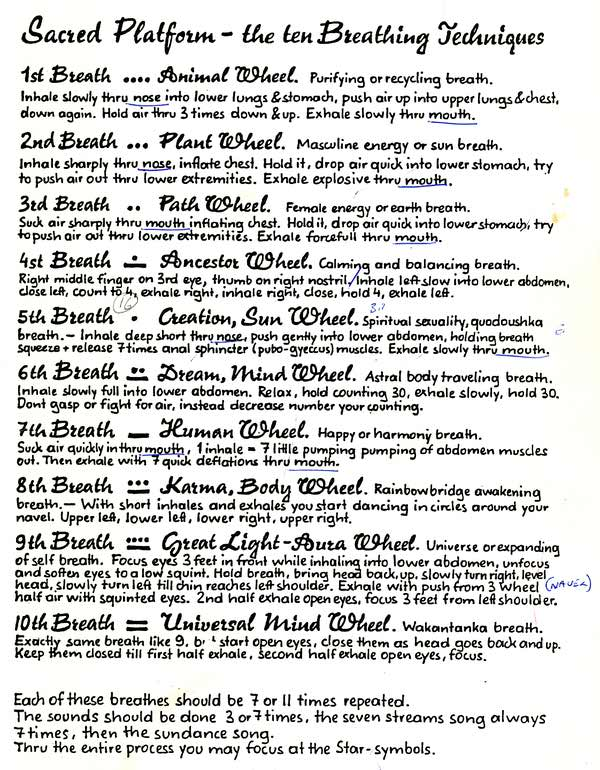 Sacred Platform – the ten Breathing Techniques
1st Breath •••• Animal Wheel. Purifying or recycling breath.
Inhale slowly thru nose into lower lungs & stomach, push air up into upper lungs & chest,
down again. Hold air thru 3 times down & up. Exhale slowly thru mouth.
2nd Breath ••• Plant Wheel. Masculine energy or sun breath.
Inhale sharply thru nose, inflate chest. Hold it, drop air quick into lower stomach, try
to push air out thru lower extremities. Exhale explosive thru mouth.
3rd Breath •• Path Wheel. Female energy or earth breath.
Suck air sharply thru mouth inflating chest. Hold it, drop air quick into lower stomach, try
to push air out thru lower extremities. Exhale forcefull thru mouth.
4st Breath Ancestor Wheel. Calming and balancing breath.
Right middle finger on 3rd eye, thumb on right nostril, Inhale left slow into lower abdomen,
close left, count to 4, exhale right, inhale right, close, hold 4, exhale left.
16
5th Breath • Creation, Sun Wheel. Spiritual sexuality, quodoushka
breath. – Inhale deep short thru nose, push gently into lower abdomen, holding breath
squeeze + release 7 times anal sphincter (pubo-gyeccus) muscles. Exhale slowly thru mouth.
6th Breath Dream, Mind Wheel. Astral body traveling breath.
Inhale slowly full into lower abdomen. Relax, hold counting 30, exhale slowly, hold 30.
Dont gasp or fight for air, instead decrease number your counting.
7th Breath — Human Wheel. Happy or harmony breath.
Suck air quickly in thru mouth, 1 inhale = 7 little pumping pumping of abdomen muscles
out. Then exhale with 7 quick deflations thru mouth.
8th Breath Karma, Body Wheel. Rainbowbridge awakening
breath. – With short inhales and exhales you start dancing in circles around your
navel. Upper left, lower left, lower right, upper right.
9th Breath Great Light-Aura Wheel. Universe or expanding
of self breath. Focus eyes 3 feet in front while inhaling into lower abdomen, unfocus
and soften eyes to a low squint. Hold breath, bring head back, up, slowly turn right, level
head, slowly turn left till chin reaches left shoulder. Exhale with push from 3 wheel (NAVEL)
half air with squinted eyes. 2nd half exhale open eyes, focus 3 feet from left shoulder.
10th Breath = Universal Mind Wheel. Wakantanka breath.
Exactly same breath like 9, start open eyes, close them as head goes back and up.
Keep them closed till first half exhale, second half exhale open eyes, focus.
Each of these breathes should be 7 or 11 times repeated.
The sounds should be done 3 or 7 times, the seven streams song always
7 times, then the sundance song.
Thru the entire process you may focus at the Star-symbols.